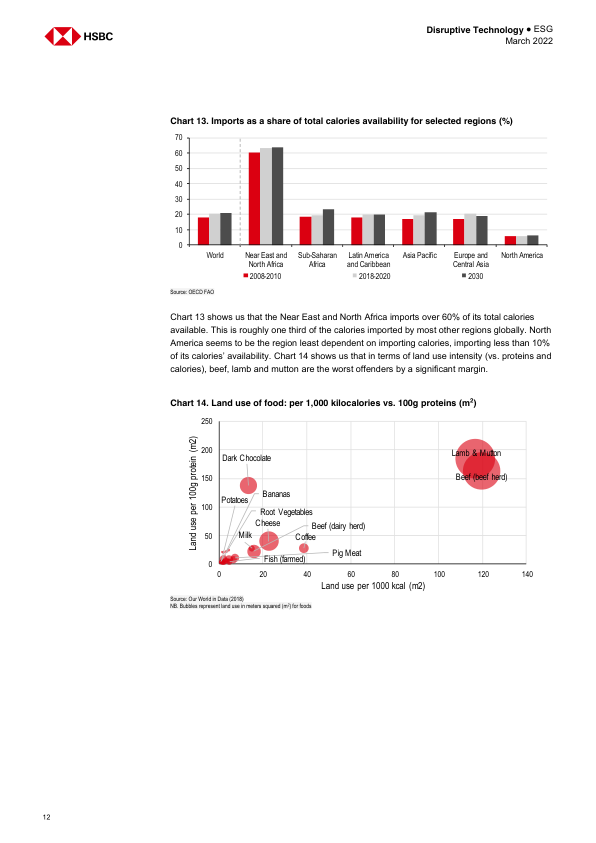 HSBC
Disruptive Technology ● ESG
March 2022
Chart 13. Imports as a share of total calories availability for selected regions (%)
70
60
50
40
30
20
10
0
World
Near East and
North Africa
Sub-Saharan
Africa
Latin America
and Caribbean
Asia Pacific
Europe and
Central Asia
North America
2008-2010
2018-2020
2030
Source: OECD FAO
Chart 13 shows us that the Near East and North Africa imports over 60% of its total calories
available. This is roughly one third of the calories imported by most other regions globally. North
America seems to be the region least dependent on importing calories, importing less than 10%
of its calories' availability. Chart 14 shows us that in terms of land use intensity (vs. proteins and
calories), beef, lamb and mutton are the worst offenders by a significant margin.
Chart 14. Land use of food: per 1,000 kilocalories vs. 100g proteins (m²)
Land use per 100g protein (m2)
250
200
150
100
50
0
Lamb & Mutton
Beef (beef herd)
Dark Chocolate
Bananas
Potatoes
Root Vegetables
Cheese
Beef (dairy herd)
Milk
Coffee
Pig Meat
Fish (farmed)
0
20
40
60
80
100
120
140
Land use per 1000 kcal (m2)
Source: Our World in Data (2018)
NB. Bubbles represent land use in meters squared (m²) for foods
12